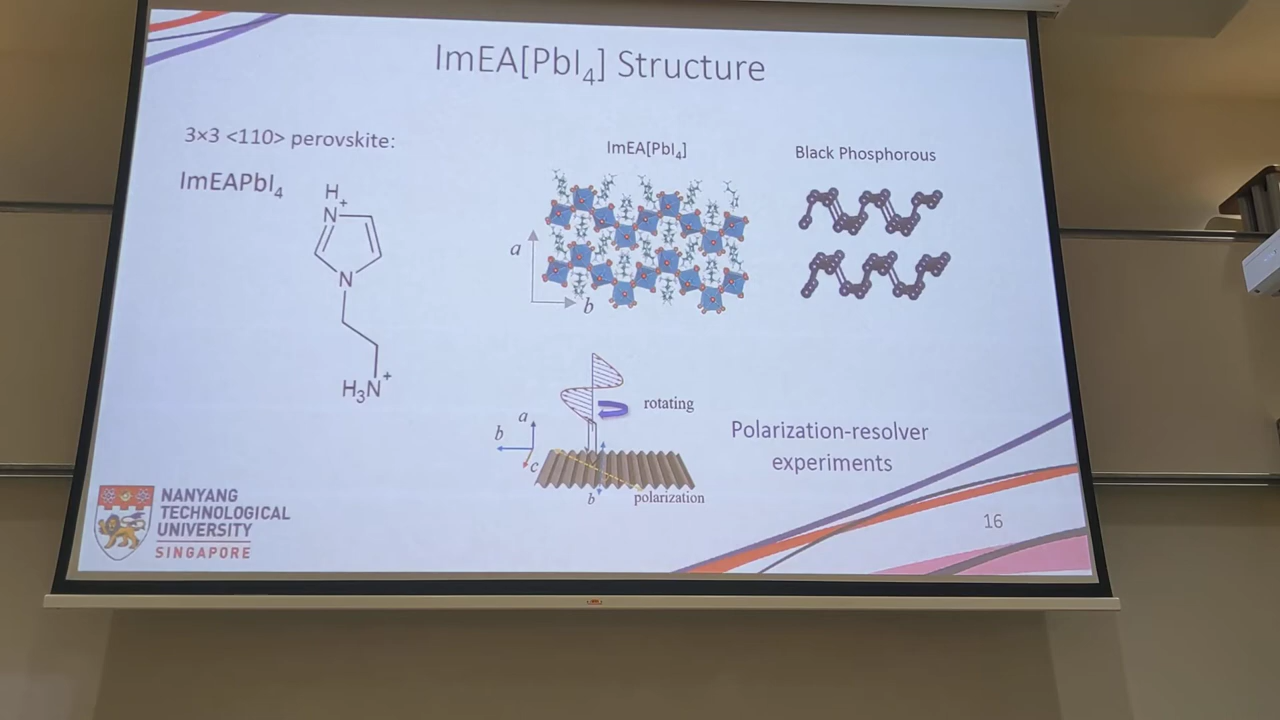 ImEA[PbI₄] Structure
3×3 <110> perovskite:
ImEAPbI₄
H
N+
N
H₃N+
ImEA[PbI₄]
a
b
Black Phosphorous
rotating
a
b
c
b
polarization
Polarization-resolver
experiments
NANYANG
TECHNOLOGICAL
UNIVERSITY
SINGAPORE
16